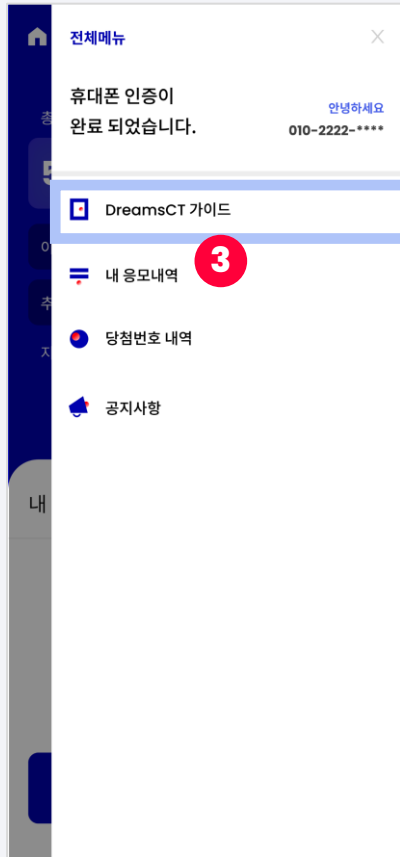 전체메뉴
휴대폰 인증이
완료 되었습니다.
안녕하세요
010-2222-****
DreamsCT 가이드
3
내 응모내역
당첨번호 내역
공지사항
내